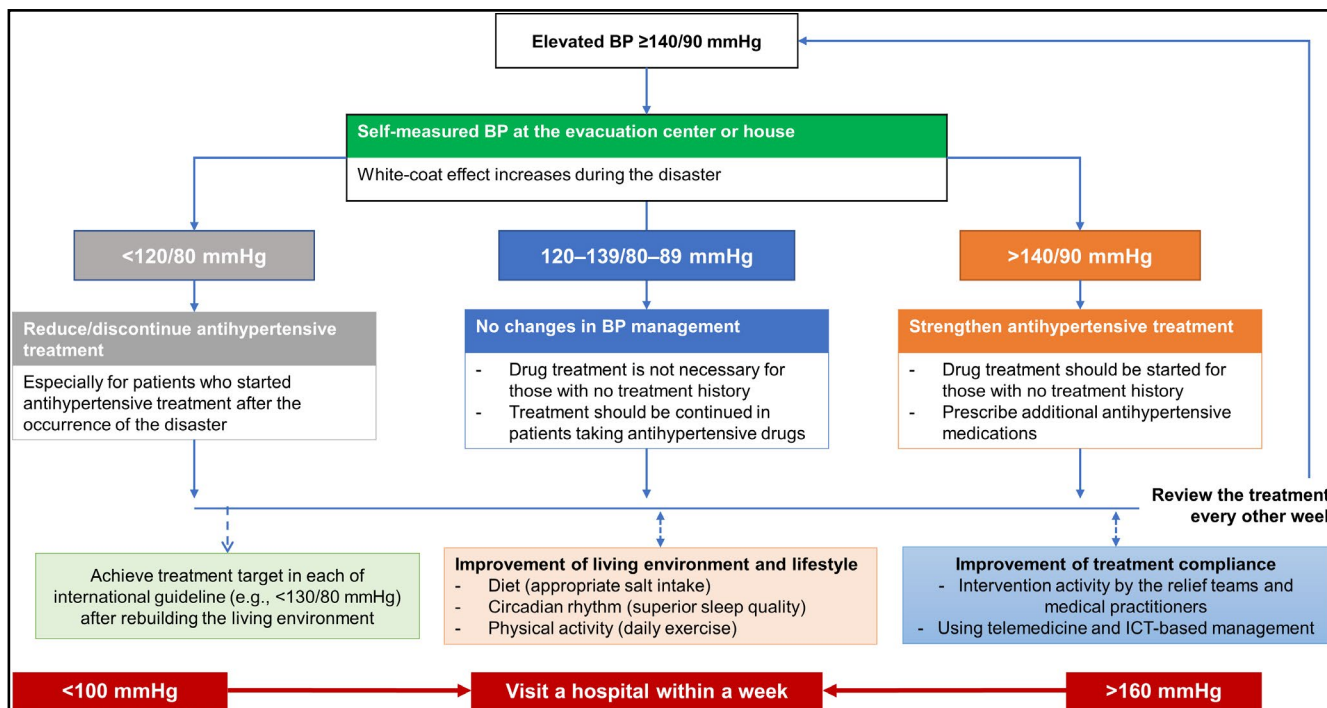 Elevated BP ≥140/90 mmHg
Self-measured BP at the evacuation center or house
White-coat effect increases during the disaster
<120/80 mmHg
120–139/80–89 mmHg
>140/90 mmHg
Reduce/discontinue antihypertensive
treatment
Especially for patients who started
antihypertensive treatment after the
occurrence of the disaster
No changes in BP management
- Drug treatment is not necessary for
those with no treatment history
- Treatment should be continued in
patients taking antihypertensive drugs
Strengthen antihypertensive treatment
- Drug treatment should be started for
those with no treatment history
- Prescribe additional antihypertensive
medications
Review the treatment
every other week
Achieve treatment target in each of
international guideline (e.g., <130/80 mmHg)
after rebuilding the living environment
Improvement of living environment and lifestyle
- Diet (appropriate salt intake)
- Circadian rhythm (superior sleep quality)
- Physical activity (daily exercise)
Improvement of treatment compliance
- Intervention activity by the relief teams and
medical practitioners
- Using telemedicine and ICT-based management
<100 mmHg
Visit a hospital within a week
>160 mmHg